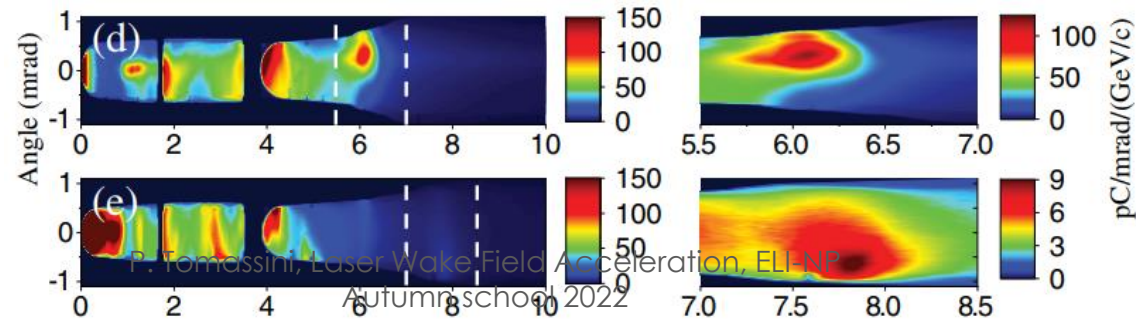 (d)
1
0
-1
0 2 4 6 8 10
150
100
50
0
5.5 6.0 6.5 7.0
100
50
0
Angle (mrad)
pC/mrad/(GeV/c)
(e)
1
0
-1
0 2 4 6 8 10
150
100
50
0
7.0 7.5 8.0 8.5
9
6
3
0
P. Tomassini, Laser Wake Field Acceleration, ELI-NP
Autumn school 2022